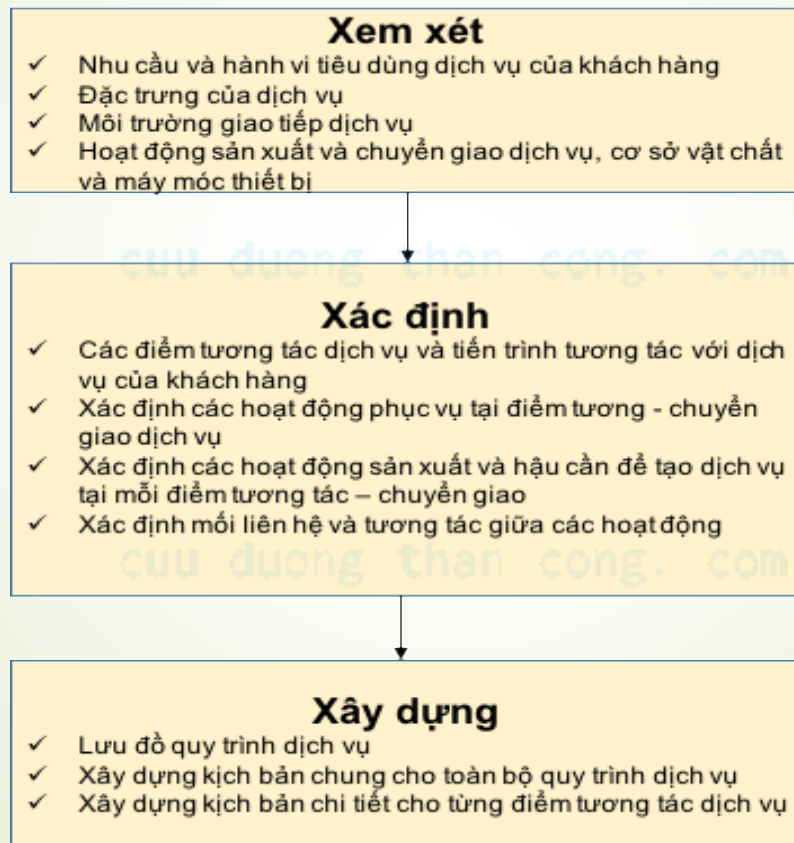 Xem xét
✓ Nhu cầu và hành vi tiêu dùng dịch vụ của khách hàng
✓ Đặc trưng của dịch vụ
✓ Môi trường giao tiếp dịch vụ
✓ Hoạt động sản xuất và chuyển giao dịch vụ, cơ sở vật chất
và máy móc thiết bị
cuu duong than cong. com
Xác định
✓ Các điểm tương tác dịch vụ và tiến trình tương tác với dịch
vụ của khách hàng
✓ Xác định các hoạt động phục vụ tại điểm tương - chuyển
giao dịch vụ
✓ Xác định các hoạt động sản xuất và hậu cần để tạo dịch vụ
tại mỗi điểm tương tác – chuyển giao
✓ Xác định mối liên hệ và tương tác giữa các hoạt động
cuu duong than cong. com
Xây dựng
✓ Lưu đồ quy trình dịch vụ
✓ Xây dựng kịch bản chung cho toàn bộ quy trình dịch vụ
✓ Xây dựng kịch bản chi tiết cho từng điểm tương tác dịch vụ